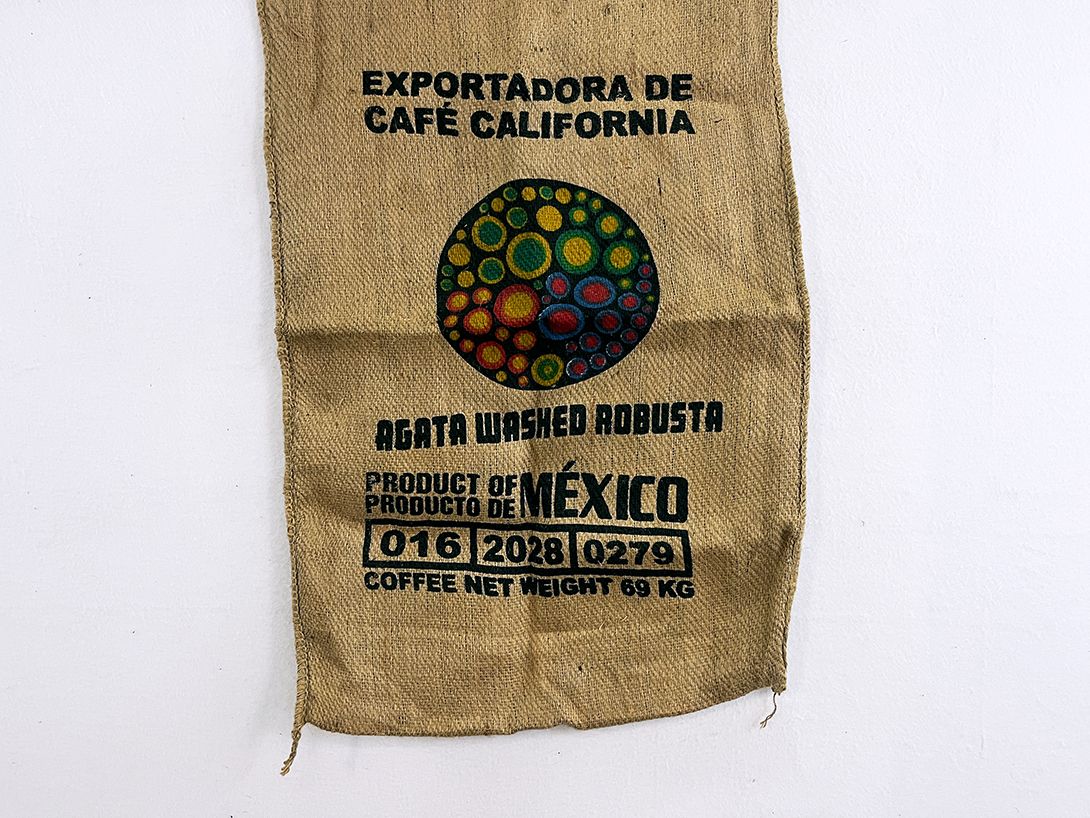 EXPORTADORA DE
CAFÉ CALIFORNIA
AGATA WASHED ROBUSTA
PRODUCT OF
PRODUCTO DE MÉXICO
016 2028 0279
COFFEE NET WEIGHT 69 KG